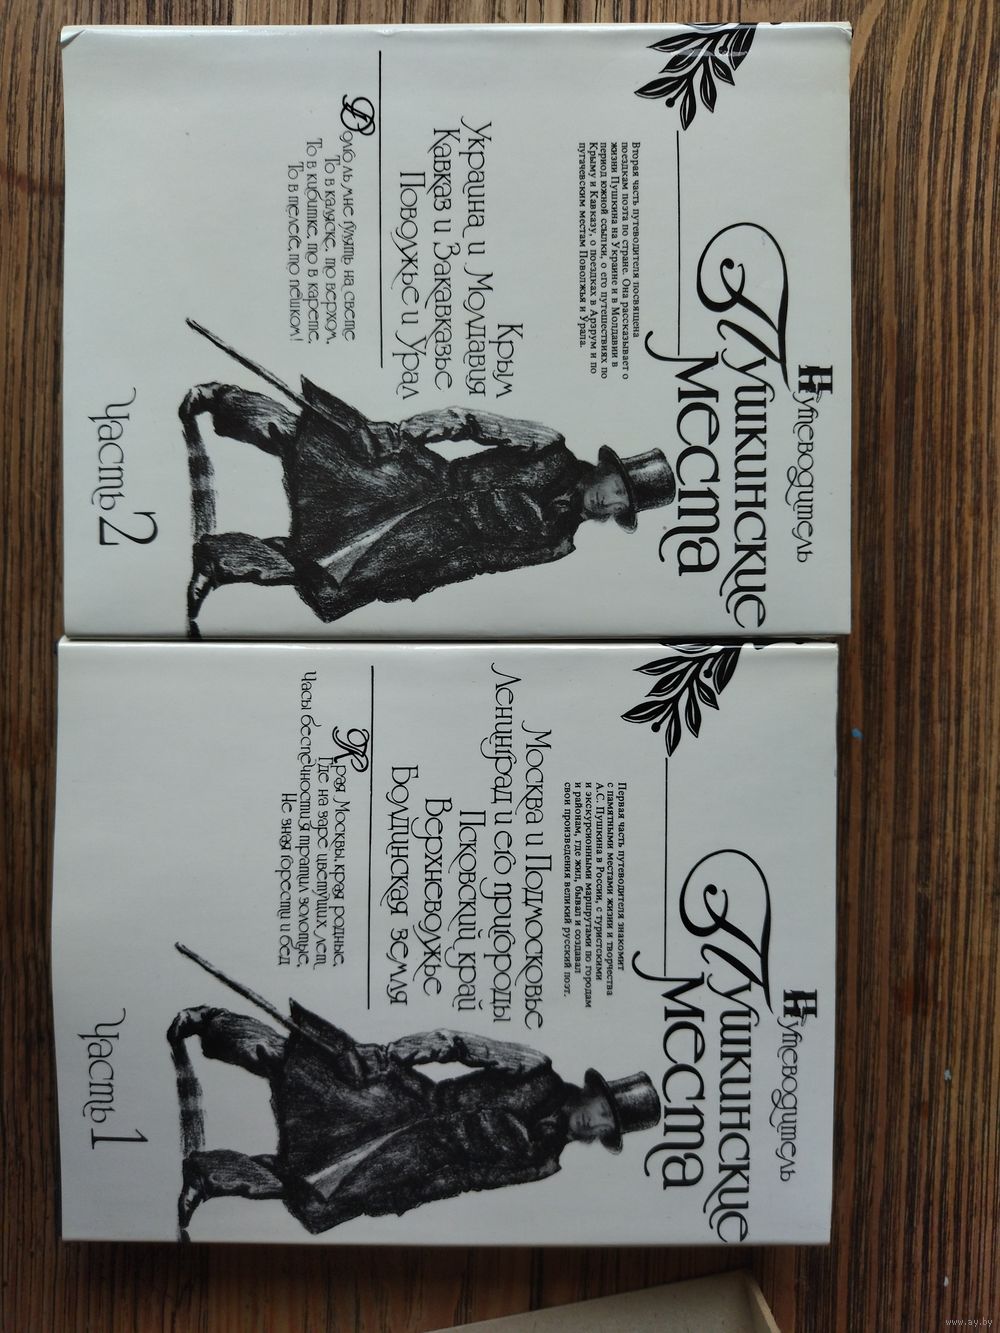 Путеводитель
Пушкинские
места
Вторая часть путеводителя посвящена
поездкам поэта по стране. Она рассказывает о
жизни Пушкина на Украине и в Молдавии в
период южной ссылки, о его путешествиях по
Крыму и Кавказу, о поездках в Арзрум и по
пугачевским местам Поволжья и Урала.
Крым
Украина и Молдавия
Кавказ и Закавказье
Поволжье и Урал
Долго ль мне гулять на свете
То в коляске, то верхом,
То в кибитке, то в карете,
То в телеге, то пешком!
Часть 2
Путеводитель
Пушкинские
места
Первая часть путеводителя знакомит
с памятными местами жизни и творчества
А.С. Пушкина в России, с туристскими
и экскурсионными маршрутами по городам
и районам, где жил, бывал и создавал
свои произведения великий русский поэт.
Москва и Подмосковье
Ленинград и его пригороды
Псковский край
Верхневолжье
Болдинская земля
Края Москвы, края родные,
Где на заре цветущих лет
Часы беспечности я тратил золотые,
Не зная горести и бед
Часть 1
www.ay.by